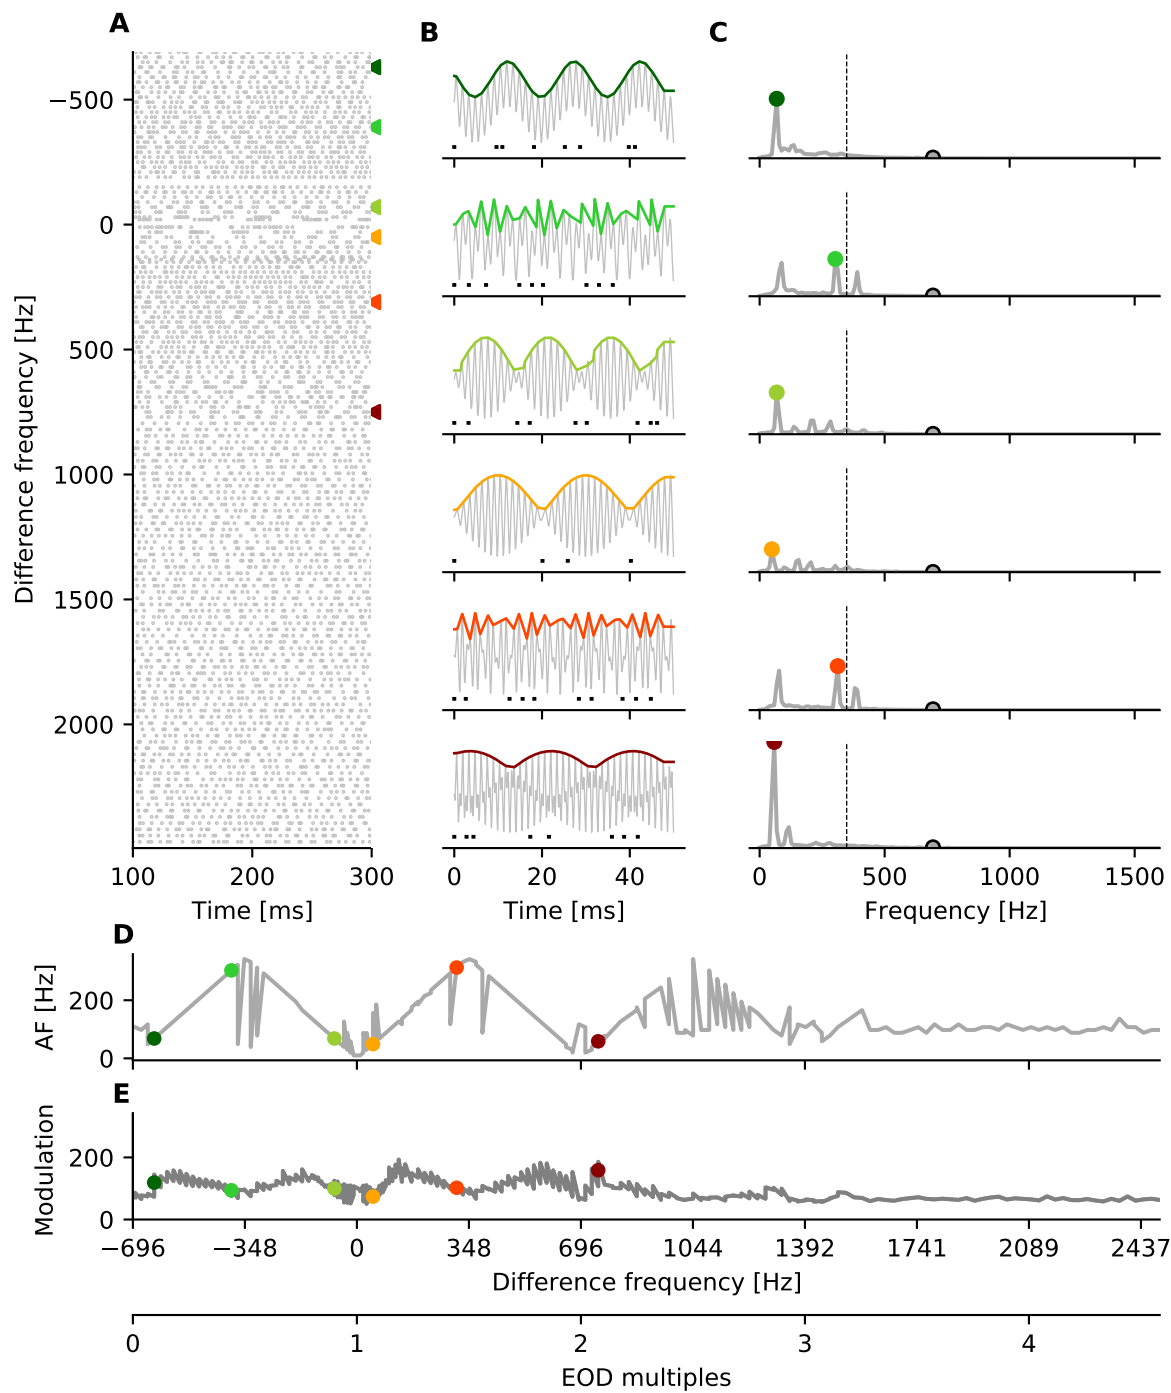 A
B
C
Difference frequency [Hz]
−500
0
500
1000
1500
2000
100
200
300
Time [ms]
0
20
40
Time [ms]
0
500
1000
1500
Frequency [Hz]
D
AF [Hz]
200
0
E
Modulation
200
0
−696
−348
0
348
696
1044
1392
1741
2089
2437
Difference frequency [Hz]
0
1
2
3
4
EOD multiples